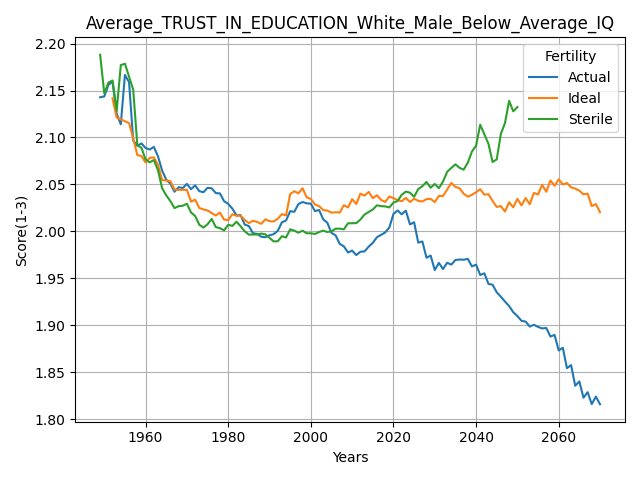 Average_TRUST_IN_EDUCATION_White_Male_Below_Average_IQ
Fertility
Actual
Ideal
Sterile
Score(1-3)
2.20
2.15
2.10
2.05
2.00
1.95
1.90
1.85
1.80
1960
1980
2000
2020
2040
2060
Years